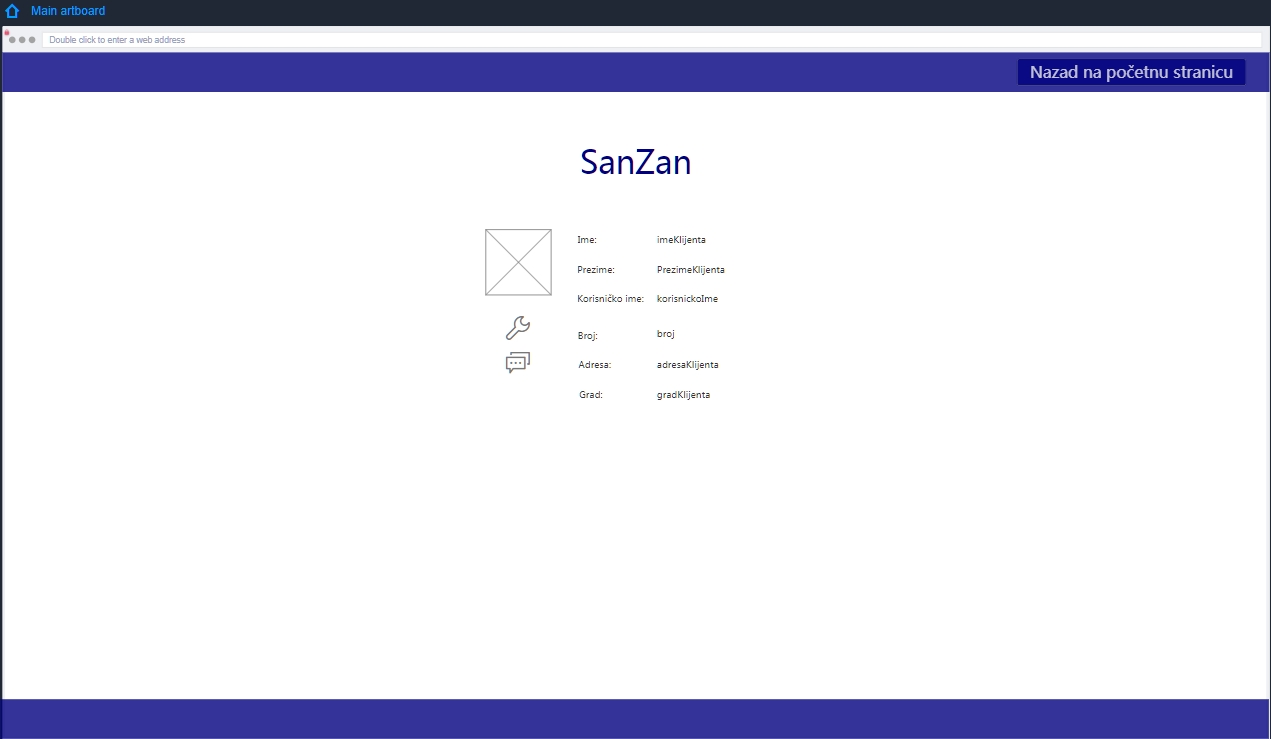 Main artboard
Double click to enter a web address
Nazad na početnu stranicu
SanZan
Ime: imeKlijenta
Prezime: PrezimeKlijenta
Korisničko ime: korisnickoIme
Broj: broj
Adresa: adresaKlijenta
Grad: gradKlijenta